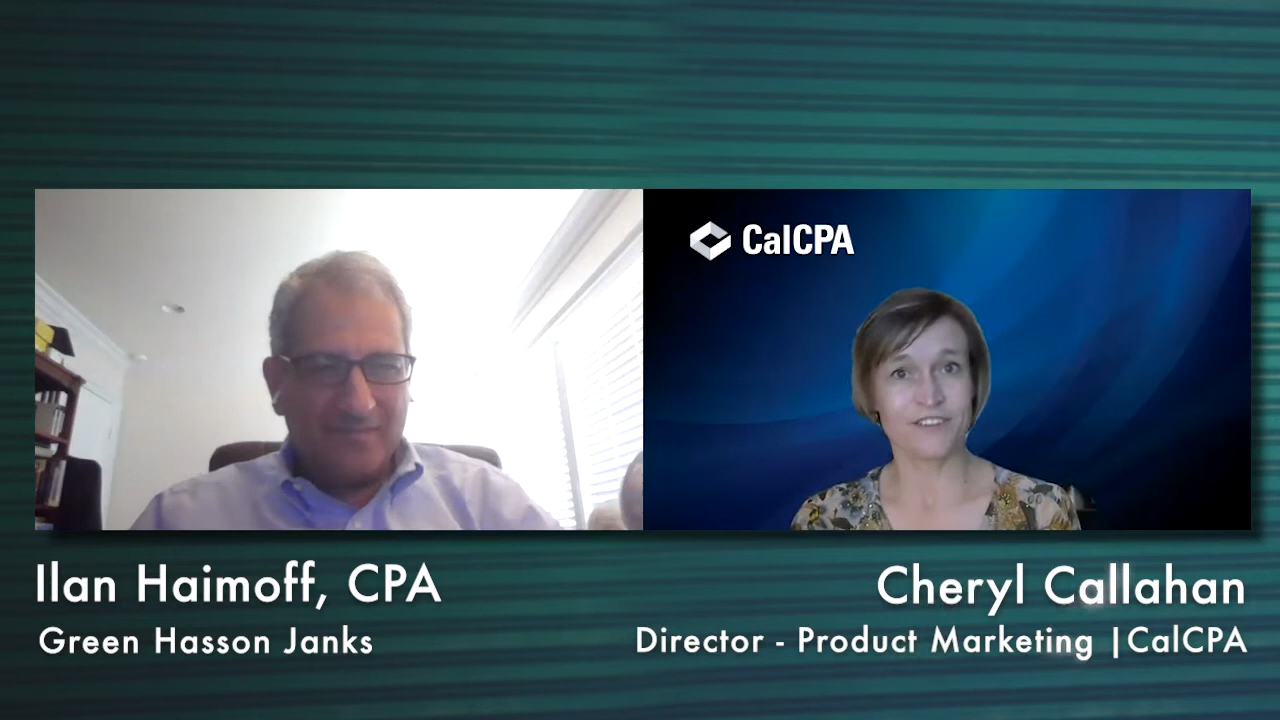 CalCPA
Ilan Haimoff, CPA
Green Hasson Janks
Cheryl Callahan
Director - Product Marketing |CalCPA